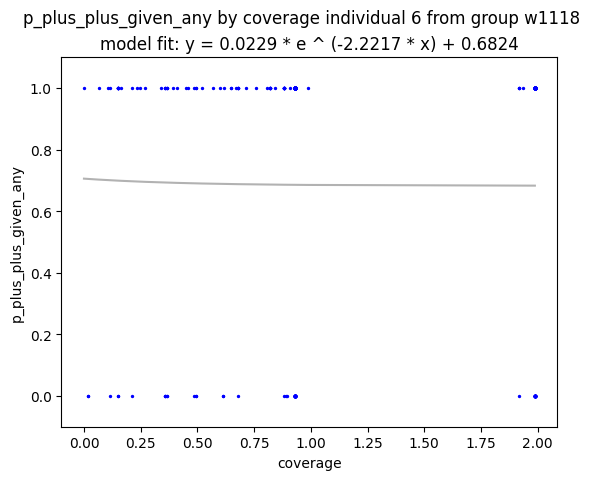 p_plus_plus_given_any by coverage individual 6 from group w1118
model fit: y = 0.0229 * e ^ (-2.2217 * x) + 0.6824
1.0
0.8
0.6
0.4
0.2
0.0
p_plus_plus_given_any
0.00 0.25 0.50 0.75 1.00 1.25 1.50 1.75 2.00
coverage